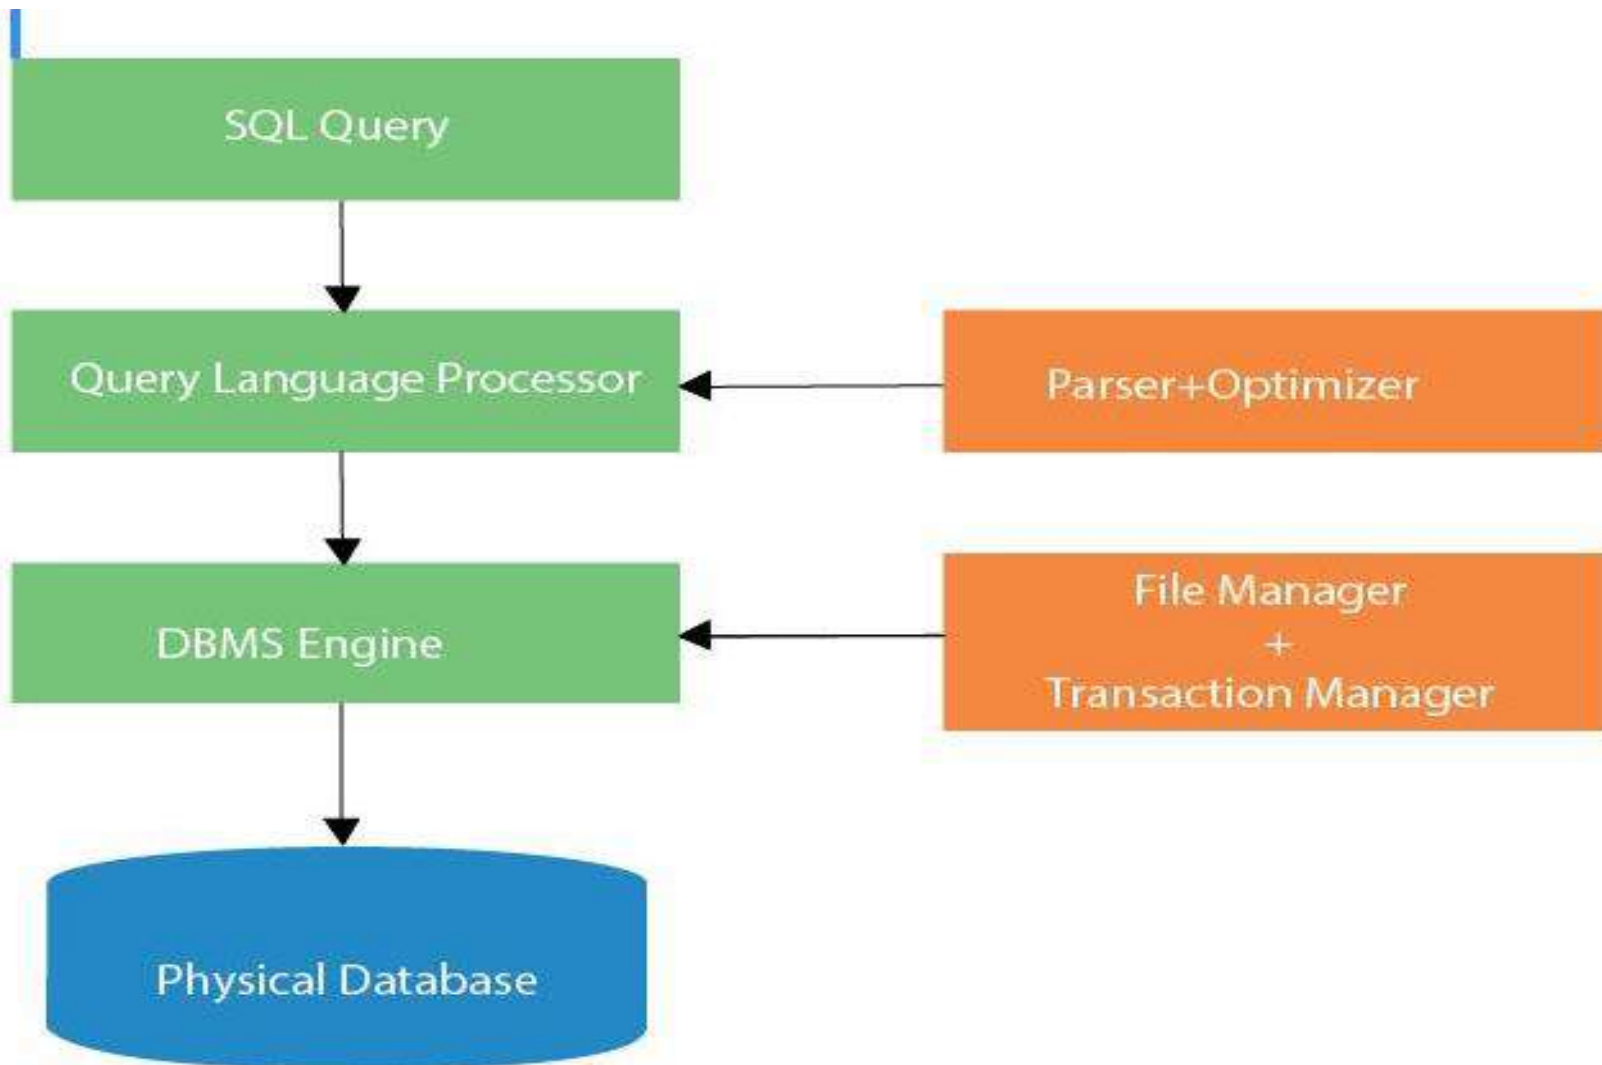 SQL Query
Query Language Processor
Parser+Optimizer
DBMS Engine
File Manager
+
Transaction Manager
Physical Database